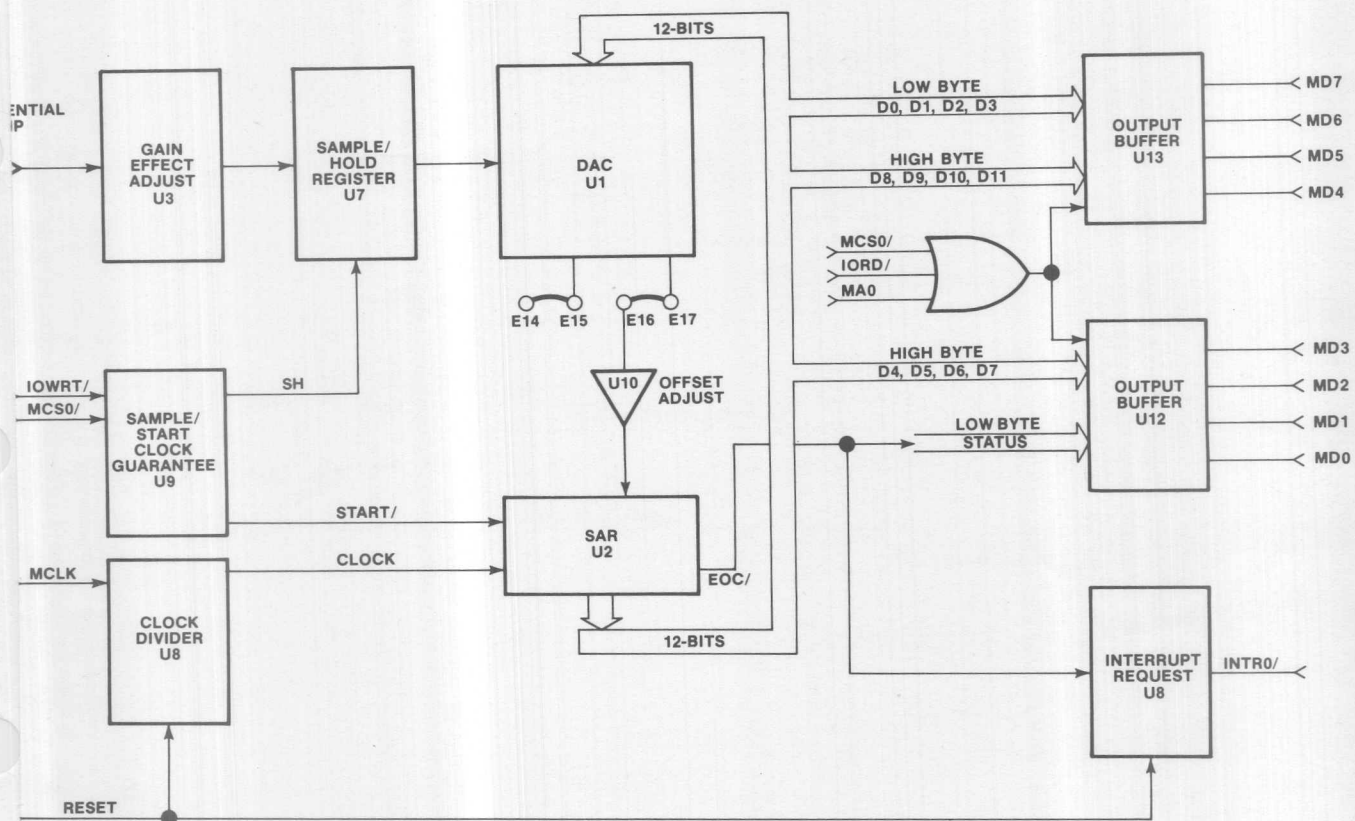 12-BITS
ENTIAL
GAIN
EFFECT
ADJUST
U3
SAMPLE/
HOLD
REGISTER
U7
DAC
U1
LOW BYTE
D0, D1, D2, D3
HIGH BYTE
D8, D9, D10, D11
OUTPUT
BUFFER
U13
MD7
MD6
MD5
MD4
MCS0/
IORD/
MA0
E14
E15
E16
E17
U10
OFFSET
ADJUST
IOWRT/
MCS0/
SAMPLE/
START
CLOCK
GUARANTEE
U9
SH
START/
HIGH BYTE
D4, D5, D6, D7
LOW BYTE
STATUS
OUTPUT
BUFFER
U12
MD3
MD2
MD1
MD0
SAR
U2
EOC/
MCLK
CLOCK
CLOCK
DIVIDER
U8
12-BITS
INTERRUPT
REQUEST
U8
INTR0/
RESET